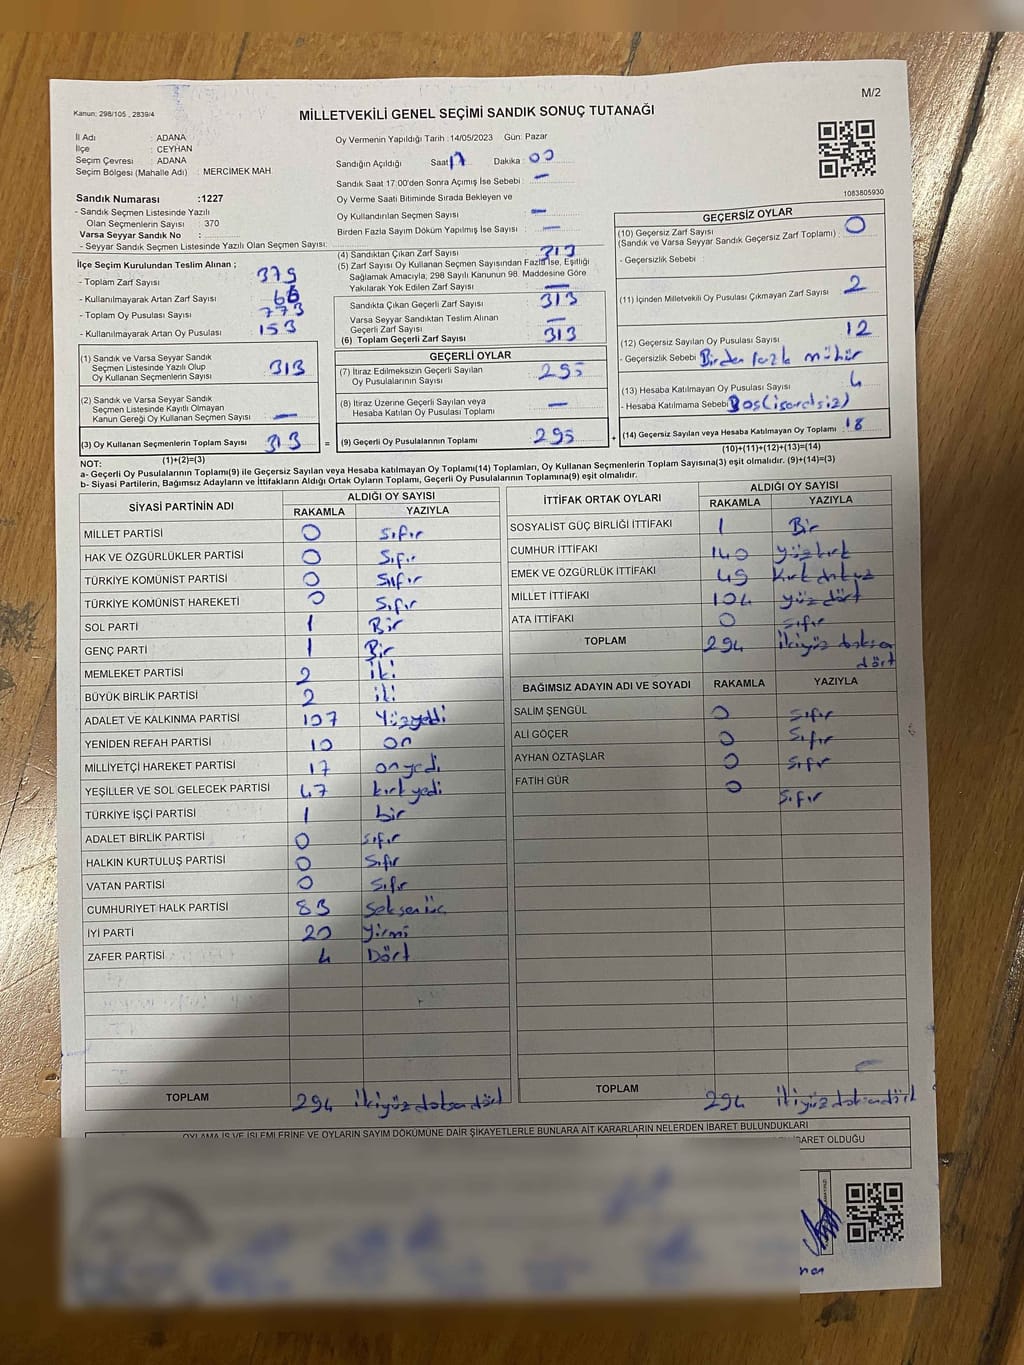 M/2
Kanun: 298/105 _ 2839/4
MİLLETVEKİLİ GENEL SEÇİMİ SANDIK SONUÇ TUTANAĞI
İl Adı : ADANA
İlçe : CEYHAN
Seçim Çevresi : ADANA
Seçim Bölgesi (Mahalle Adı) : MERCİMEK MAH.
Sandık Numarası :1227
- Sandık Seçmen Listesinde Yazılı
Olan Seçmenlerin Sayısı : 370
Varsa Seyyar Sandık No :
- Seyyar Sandık Seçmen Listesinde Yazılı Olan Seçmen Sayısı:
Oy Vermenin Yapıldığı Tarih :14/05/2023 Gün: Pazar
Sandığın Açıldığı Saat 17 Dakika : 00
Sandık Saat 17:00'den Sonra Açımış İse Sebebi : —
Oy Verme Saati Bitiminde Sırada Bekleyen ve
Oy Kullandırılan Seçmen Sayısı : —
Birden Fazla Sayım Döküm Yapılmış İse Sayısı : —
1083805930
İlçe Seçim Kurulundan Teslim Alınan ;
- Toplam Zarf Sayısı : 379
- Kullanılmayarak Artan Zarf Sayısı : 66
- Toplam Oy Pusulası Sayısı : 773
- Kullanılmayarak Artan Oy Pusulası : 153
(4) Sandıktan Çıkan Zarf Sayısı : 313
(5) Zarf Sayısı Oy Kullanan Seçmen Sayısından Fazla İse, Eşitliği
Sağlamak Amacıyla, 298 Sayılı Kanunun 98. Maddesine Göre
Yakılarak Yok Edilen Zarf Sayısı : —
Sandıkta Çıkan Geçerli Zarf Sayısı : 313
Varsa Seyyar Sandıktan Teslim Alınan
Geçerli Zarf Sayısı : —
(6) Toplam Geçerli Zarf Sayısı : 313
GEÇERSİZ OYLAR
(10) Geçersiz Zarf Sayısı
(Sandık ve Varsa Seyyar Sandık Geçersiz Zarf Toplamı) : 0
- Geçersizlik Sebebi :
(11) İçinden Milletvekili Oy Pusulası Çıkmayan Zarf Sayısı : 2
(12) Geçersiz Sayılan Oy Pusulası Sayısı : 12
- Geçersizlik Sebebi : Birden fazla mühür
(13) Hesaba Katılmayan Oy Pusulası Sayısı : 4
- Hesaba Katılmama Sebebi : Bos(isaretsiz)
(14) Geçersiz Sayılan veya Hesaba Katılmayan Oy Toplamı : 18
(10)+(11)+(12)+(13)=(14)
(1) Sandık ve Varsa Seyyar Sandık
Seçmen Listesinde Yazılı Olup
Oy Kullanan Seçmenlerin Sayısı : 313
(2) Sandık ve Varsa Seyyar Sandık
Seçmen Listesinde Kayıtlı Olmayan
Kanun Gereği Oy Kullanan Seçmen Sayısı : —
(3) Oy Kullanan Seçmenlerin Toplam Sayısı : 313
(1)+(2)=(3)
GEÇERLİ OYLAR
(7) İtiraz Edilmeksizin Geçerli Sayılan
Oy Pusulalarının Sayısı : 295
(8) İtiraz Üzerine Geçerli Sayılan veya
Hesaba Katılan Oy Pusulası Toplamı : —
= (9) Geçerli Oy Pusulalarının Toplamı : 295 +
NOT:
a- Geçerli Oy Pusulalarının Toplamı(9) ile Geçersiz Sayılan veya Hesaba katılmayan Oy Toplamı(14) Toplamları, Oy Kullanan Seçmenlerin Toplam Sayısına(3) eşit olmalıdır. (9)+(14)=(3)
b- Siyasi Partilerin, Bağımsız Adayların ve İttifakların Aldığı Ortak Oyların Toplamı, Geçerli Oy Pusulalarının Toplamına(9) eşit olmalıdır.
SİYASİ PARTİNİN ADI ALDIĞI OY SAYISI
RAKAMLA YAZIYLA
MİLLET PARTİSİ 0 Sıfır
HAK VE ÖZGÜRLÜKLER PARTİSİ 0 Sıfır
TÜRKİYE KOMÜNİST PARTİSİ 0 Sıfır
TÜRKİYE KOMÜNİST HAREKETİ 0 Sıfır
SOL PARTİ 1 Bir
GENÇ PARTİ 1 Bir
MEMLEKET PARTİSİ 2 iki
BÜYÜK BİRLİK PARTİSİ 2 iki
ADALET VE KALKINMA PARTİSİ 107 Yüzyedi
YENİDEN REFAH PARTİSİ 10 on
MİLLİYETÇİ HAREKET PARTİSİ 17 onyedi
YEŞİLLER VE SOL GELECEK PARTİSİ 47 kırkyedi
TÜRKİYE İŞÇİ PARTİSİ 1 bir
ADALET BİRLİK PARTİSİ 0 sıfır
HALKIN KURTULUŞ PARTİSİ 0 Sıfır
VATAN PARTİSİ 0 Sıfır
CUMHURİYET HALK PARTİSİ 83 Seksenüç
İYİ PARTİ 20 yirmi
ZAFER PARTİSİ 4 Dört
TOPLAM 294 ikiyüz doksan dört
İTTİFAK ORTAK OYLARI ALDIĞI OY SAYISI
RAKAMLA YAZIYLA
SOSYALIST GÜÇ BİRLİĞİ İTTİFAKI 1 Bir
CUMHUR İTTİFAKI 140 yüzkırk
EMEK VE ÖZGÜRLÜK İTTİFAKI 49 kırk dokuz
MİLLET İTTİFAKI 104 yüz dört
ATA İTTİFAKI 0 sıfır
TOPLAM 294 ikiyüz doksan
dört
BAĞIMSIZ ADAYIN ADI VE SOYADI RAKAMLA YAZIYLA
SALİM ŞENGÜL 0 Sıfır
ALİ GÖÇER 0 Sıfır
AYHAN ÖZTAŞLAR 0 Sıfır
FATİH GÜR 0 Sıfır
TOPLAM 294 ikiyüz doksan dört
OYLAMA İŞ VE İŞLEMLERİNE VE OYLARIN SAYIM DÖKÜMÜNE DAİR ŞİKAYETLERLE BUNLARA AİT KARARLARIN NELERDEN İBARET BULUNDUKLARI
İBARET OLDUĞU